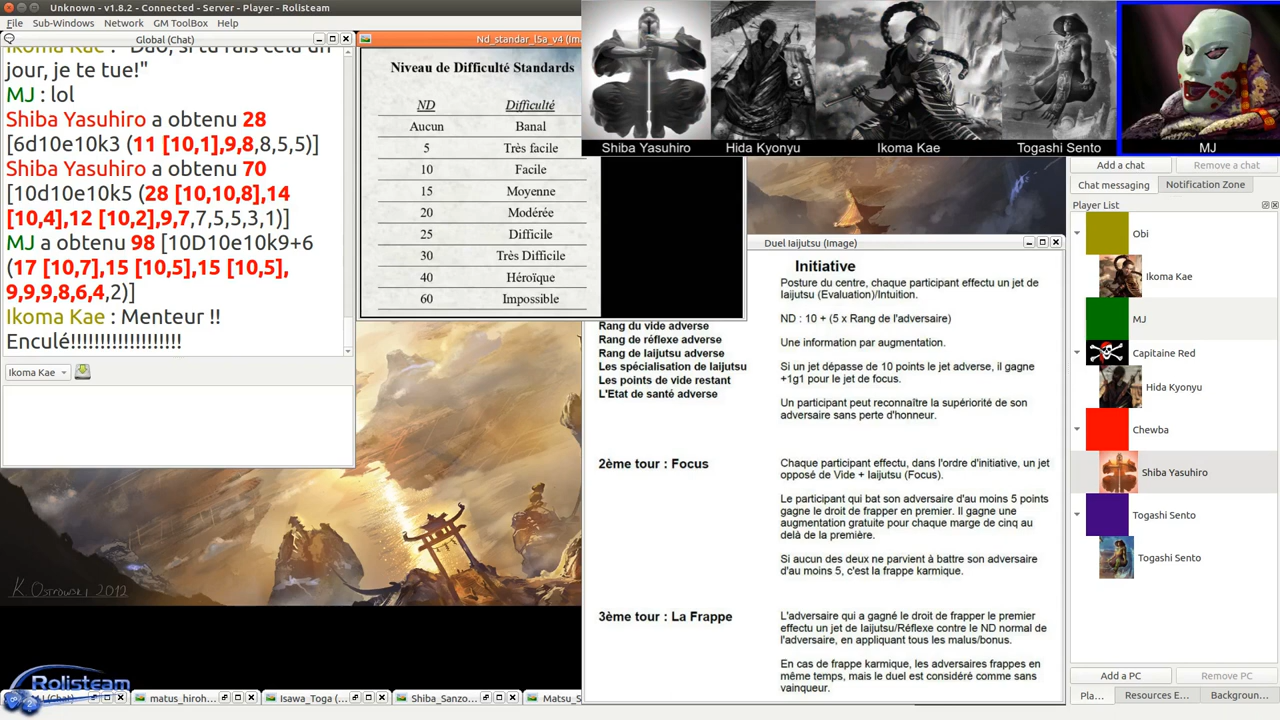 Unknown - v1.8.2 - Connected - Server - Player - Rolisteam
File Sub-Windows Network GM ToolBox Help
Global (Chat)
jour, je te tue!"
MJ : lol
Shiba Yasuhiro a obtenu 28
[6d10e10k3 (11 [10,1],9,8,8,5,5)]
Shiba Yasuhiro a obtenu 70
[10d10e10k5 (28 [10,10,8],14
[10,4],12 [10,2],9,7,7,5,5,3,1)]
MJ a obtenu 98 [10D10e10k9+6
(17 [10,7],15 [10,5],15 [10,5],
9,9,9,8,6,4,2)]
Ikoma Kae : Menteur !!
Enculé!!!!!!!!!!!!!!!!!!!
Ikoma Kae
Nd_standar_l5a_v4 (Im
Niveau de Difficulté Standards
ND Difficulté
Aucun Banal
5 Très facile
10 Facile
15 Moyenne
20 Modérée
25 Difficile
30 Très Difficile
40 Héroïque
60 Impossible
Shiba Yasuhiro
Hida Kyonyu
Ikoma Kae
Togashi Sento
MJ
Duel Iaijutsu (Image)
Initiative
Posture du centre, chaque participant effectu un jet de
Iaijutsu (Evaluation)/Intuition.
ND : 10 + (5 x Rang de l'adversaire)
Une information par augmentation.
Si un jet dépasse de 10 points le jet adverse, il gagne
+1g1 pour le jet de focus.
Un participant peut reconnaître la supériorité de son
adversaire sans perte d'honneur.
Rang du vide adverse
Rang de réflexe adverse
Rang de Iaijutsu adverse
Les spécialisation de Iaijutsu
Les points de vide restant
L'Etat de santé adverse
2ème tour : Focus
Chaque participant effectu, dans l'ordre d'initiative, un jet
opposé de Vide + Iaijutsu (Focus).
Le participant qui bat son adversaire d'au moins 5 points
gagne le droit de frapper en premier. Il gagne une
augmentation gratuite pour chaque marge de cinq au
delà de la première.
Si aucun des deux ne parvient à battre son adversaire
d'au moins 5, c'est la frappe karmique.
3ème tour : La Frappe
L'adversaire qui a gagné le droit de frapper le premier
effectu un jet de Iaijutsu/Réflexe contre le ND normal de
l'adversaire, en appliquant tous les malus/bonus.
En cas de frappe karmique, les adversaires frappes en
même temps, mais le duel est considéré comme sans
vainqueur.
Add a chat Remove a chat
Chat messaging Notification Zone
Player List
Obi
Ikoma Kae
MJ
Capitaine Red
Hida Kyonyu
Chewba
Shiba Yasuhiro
Togashi Sento
Togashi Sento
Add a PC Remove PC
Pla... Resources E... Backgroun...
K OSTROWSKI 2012
Rolisteam
(Chat) matus_hiroh... Isawa_Toga (... Shiba_Sanzo... Matsu_S